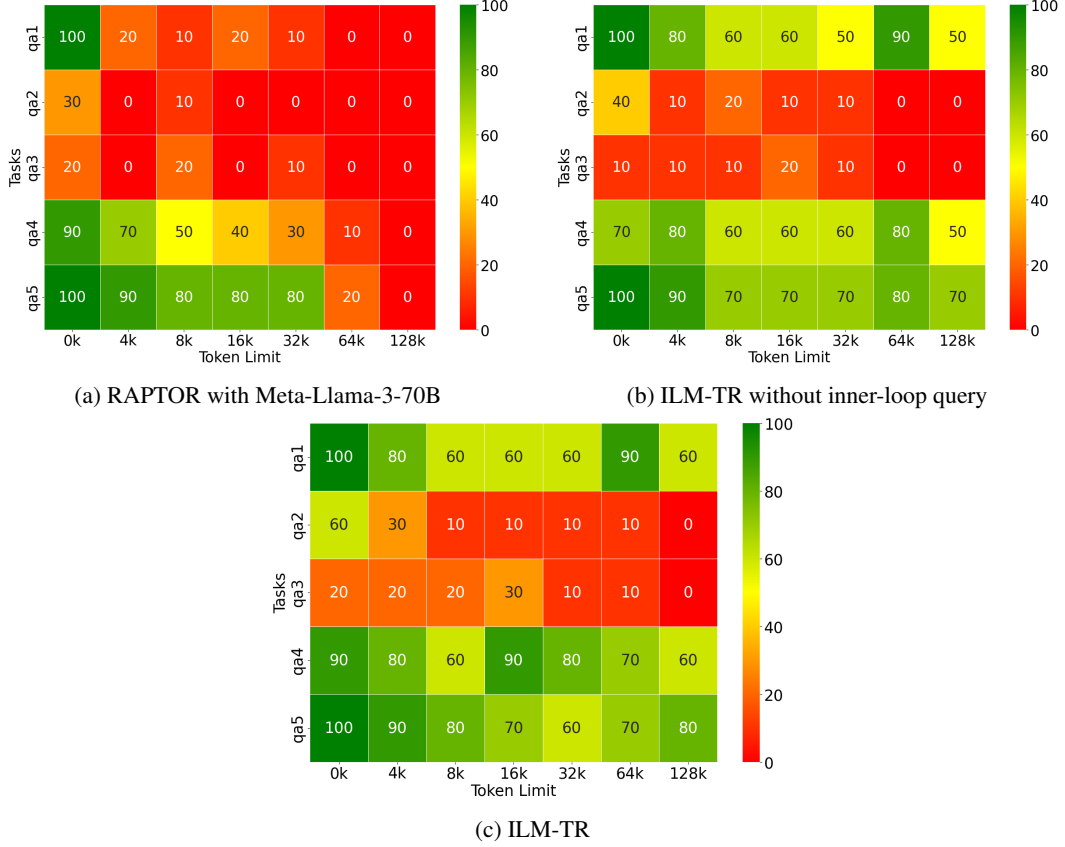 qa1 100 20 10 20 10 0 0
qa2 30 0 10 0 0 0 0
qa3 20 0 20 0 10 0 0
qa4 90 70 50 40 30 10 0
qa5 100 90 80 80 80 20 0
Tasks
0k 4k 8k 16k 32k 64k 128k
Token Limit
100
80
60
40
20
0
(a) RAPTOR with Meta-Llama-3-70B
qa1 100 80 60 60 50 90 50
qa2 40 10 20 10 10 0 0
qa3 10 10 10 20 10 0 0
qa4 70 80 60 60 60 80 50
qa5 100 90 70 70 70 80 70
Tasks
0k 4k 8k 16k 32k 64k 128k
Token Limit
100
80
60
40
20
0
(b) ILM-TR without inner-loop query
qa1 100 80 60 60 60 90 60
qa2 60 30 10 10 10 10 0
qa3 20 20 20 30 10 10 0
qa4 90 80 60 90 80 70 60
qa5 100 90 80 70 60 70 80
Tasks
0k 4k 8k 16k 32k 64k 128k
Token Limit
100
80
60
40
20
0
(c) ILM-TR